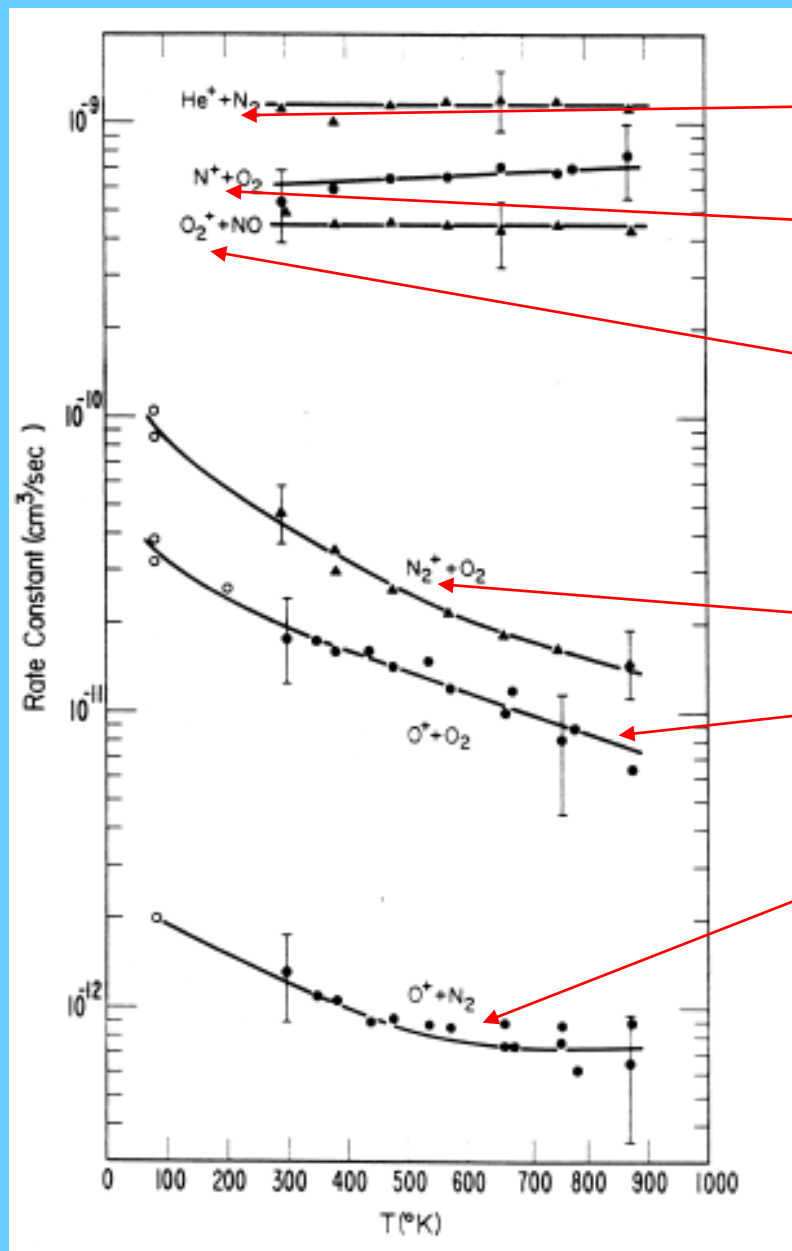 He⁺+N₂
10⁻⁹
N⁺+O₂
O₂⁺+NO
10⁻¹⁰
Rate Constant (cm³/sec)
N₂⁺+O₂
10⁻¹¹
O⁺+O₂
O⁺+N₂
10⁻¹²
0 100 200 300 400 500 600 700 800 900 1000
T(°K)